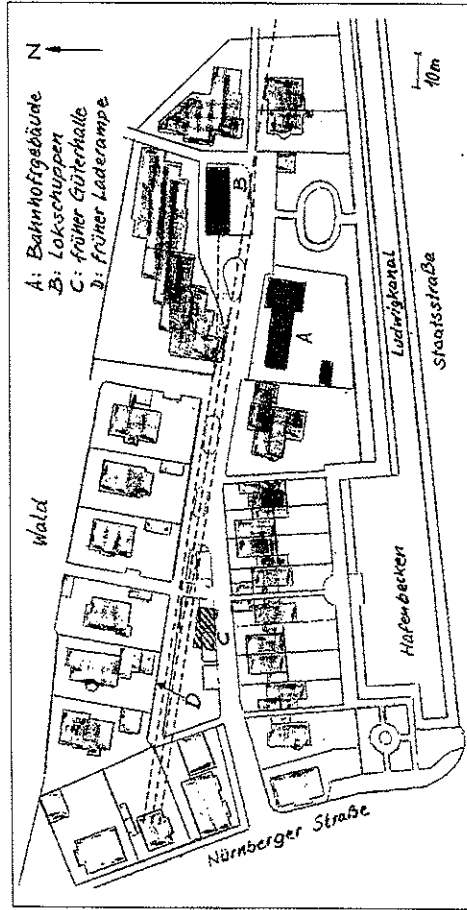 N
A: Bahnhofsgebäude
B: Lokschuppen
C: früher Güterhalle
D: früher Laderampe
Wald
B
A
C
D
10m
Ludwigkanal
Staatsstraße
Hafenbecken
Nürnberger Straße